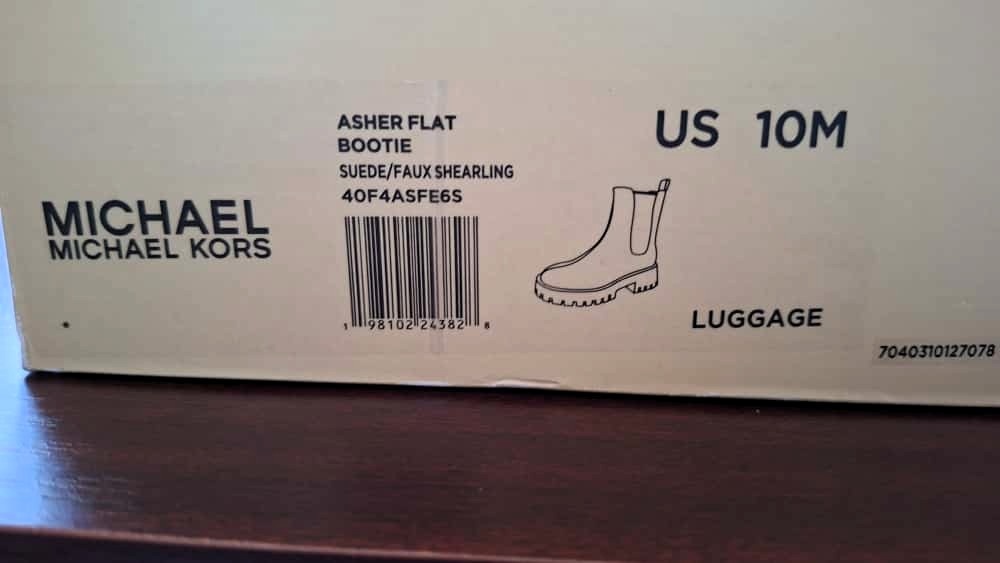 MICHAEL
MICHAEL KORS
ASHER FLAT
BOOTIE
SUEDE/FAUX SHEARLING
40F4ASFE6S
1 98102 24382 8
US 10M
LUGGAGE
7040310127078